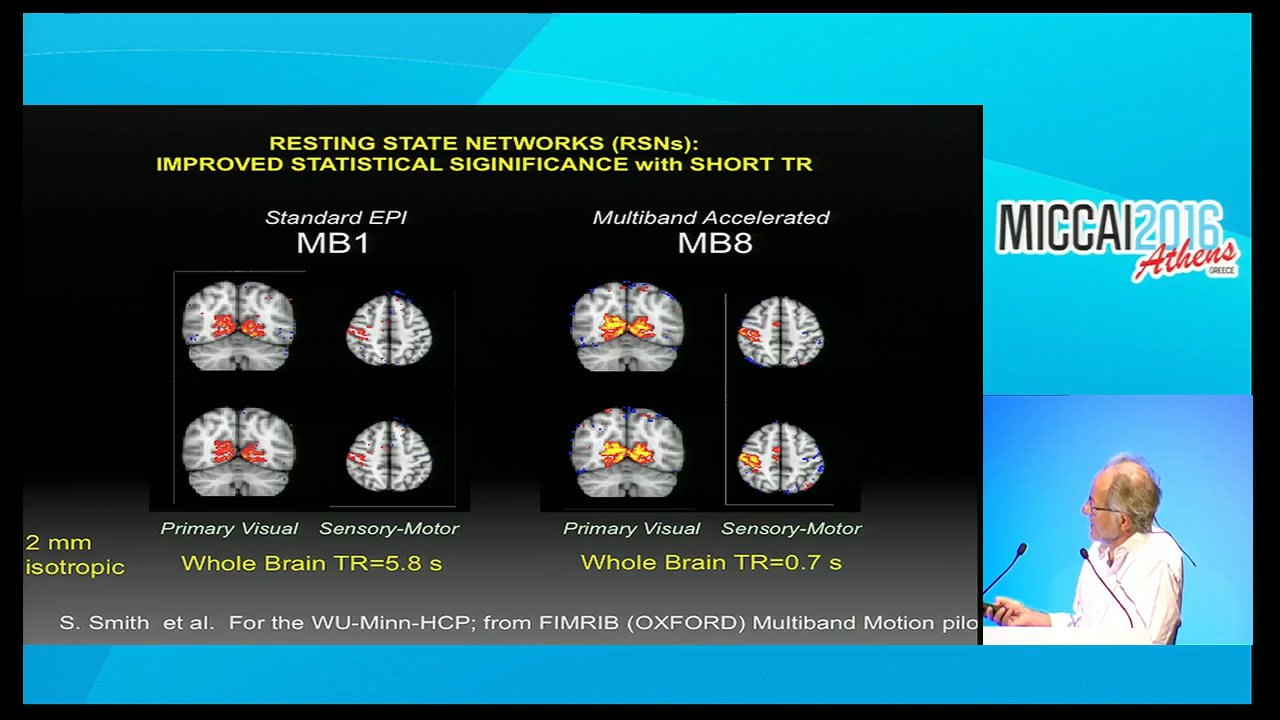 RESTING STATE NETWORKS (RSNs):
IMPROVED STATISTICAL SIGINIFICANCE with SHORT TR
Standard EPI
MB1
Multiband Accelerated
MB8
Primary Visual
Sensory-Motor
Primary Visual
Sensory-Motor
2 mm
isotropic
Whole Brain TR=5.8 s
Whole Brain TR=0.7 s
S. Smith et al. For the WU-Minn-HCP; from FIMRIB (OXFORD) Multiband Motion pilo
MICCAI2016
Athens
GREECE